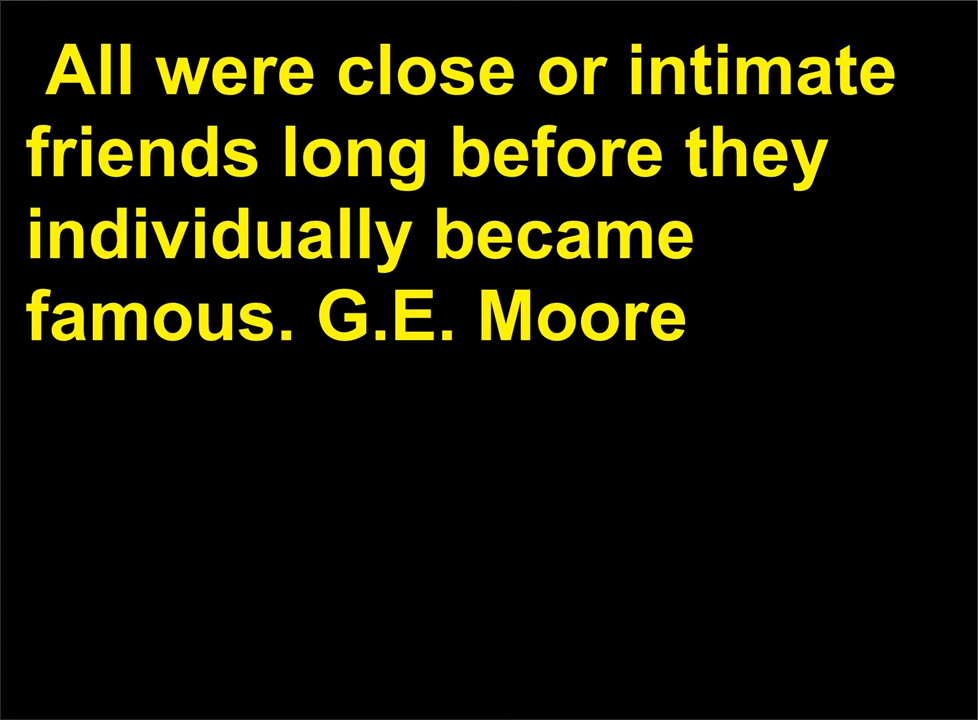 All were close or intimate
friends long before they
individually became
famous. G.E. Moore